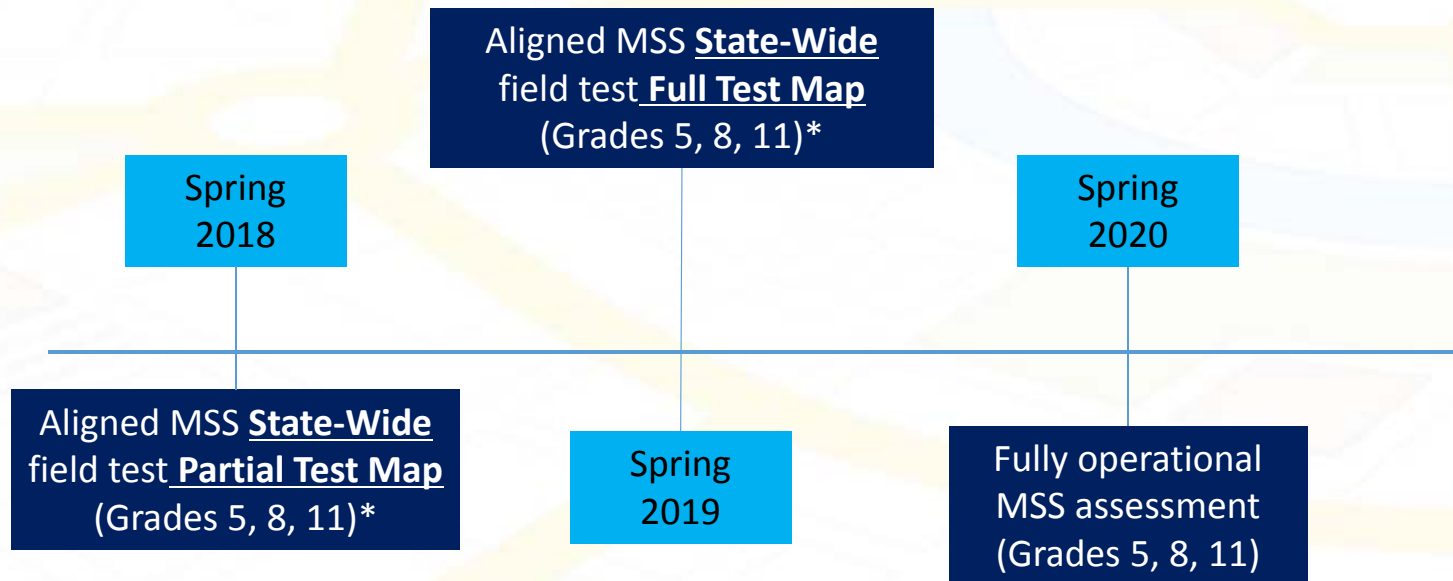 Aligned MSS State-Wide
field test Full Test Map
(Grades 5, 8, 11)*
Spring
2018
Spring
2020
Aligned MSS State-Wide
field test Partial Test Map
(Grades 5, 8, 11)*
Spring
2019
Fully operational
MSS assessment
(Grades 5, 8, 11)